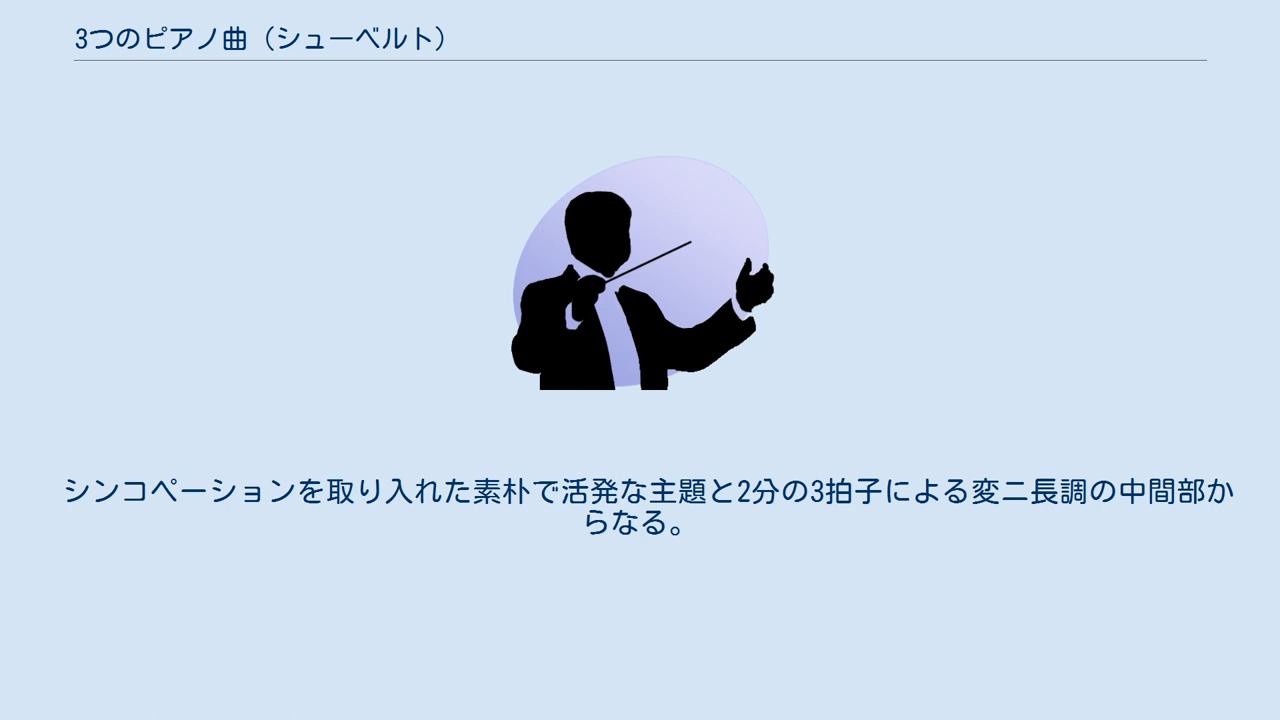 3つのピアノ曲（シューベルト）
シンコペーションを取り入れた素朴で活発な主題と2分の3拍子による変ニ長調の中間部か
らなる。